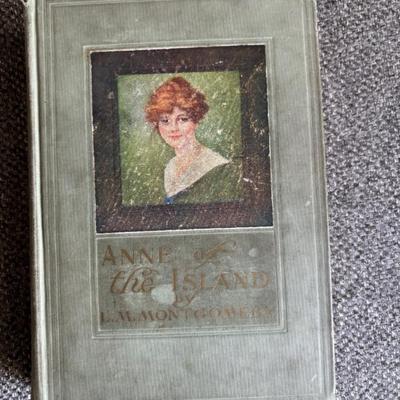 ANNE of
the ISLAND
by
L.M. MONTGOMERY